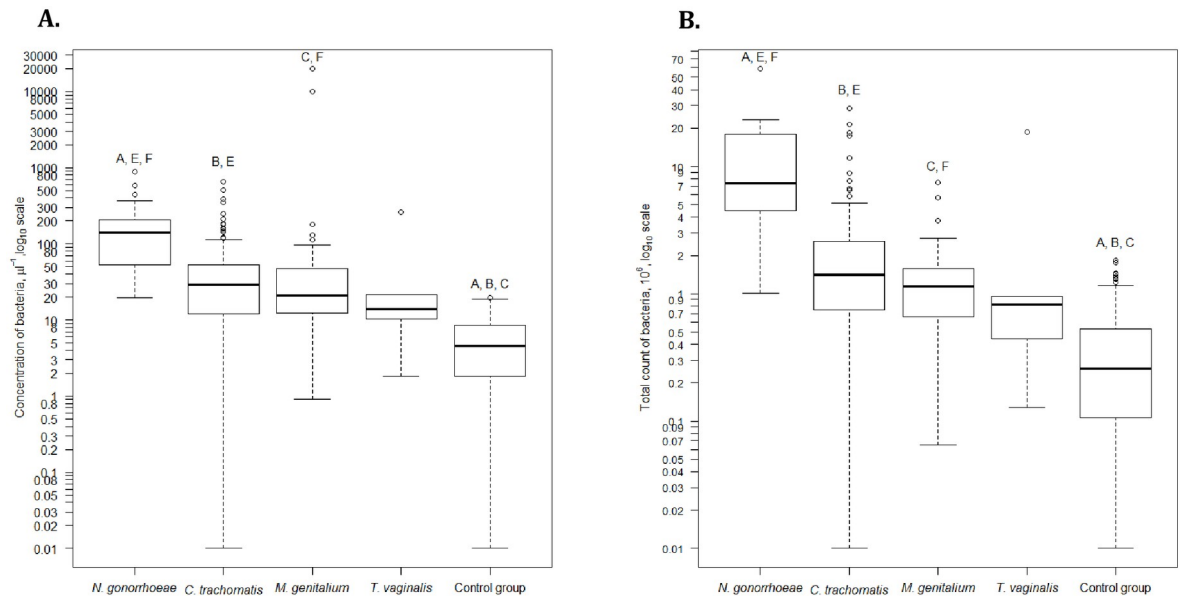 A.
Concentration of bacteria, µl⁻¹,log₁₀ scale
30000
20000
10000
8000
5000
3000
2000
1000
800
500
300
200
100
80
50
30
20
10
8
5
3
2
1
0.8
0.5
0.3
0.2
0.1
0.08
0.05
0.03
0.02
0.01
A, E, F
B, E
C, F
A, B, C
N. gonorrhoeae
C. trachomatis
M. genitalium
T. vaginalis
Control group
B.
Total count of bacteria, 10⁶, log₁₀ scale
70
50
40
30
20
10
9
7
5
4
3
2
1
0.9
0.7
0.5
0.4
0.3
0.2
0.1
0.09
0.07
0.05
0.04
0.03
0.02
0.01
A, E, F
B, E
C, F
A, B, C
N. gonorrhoeae
C. trachomatis
M. genitalium
T. vaginalis
Control group